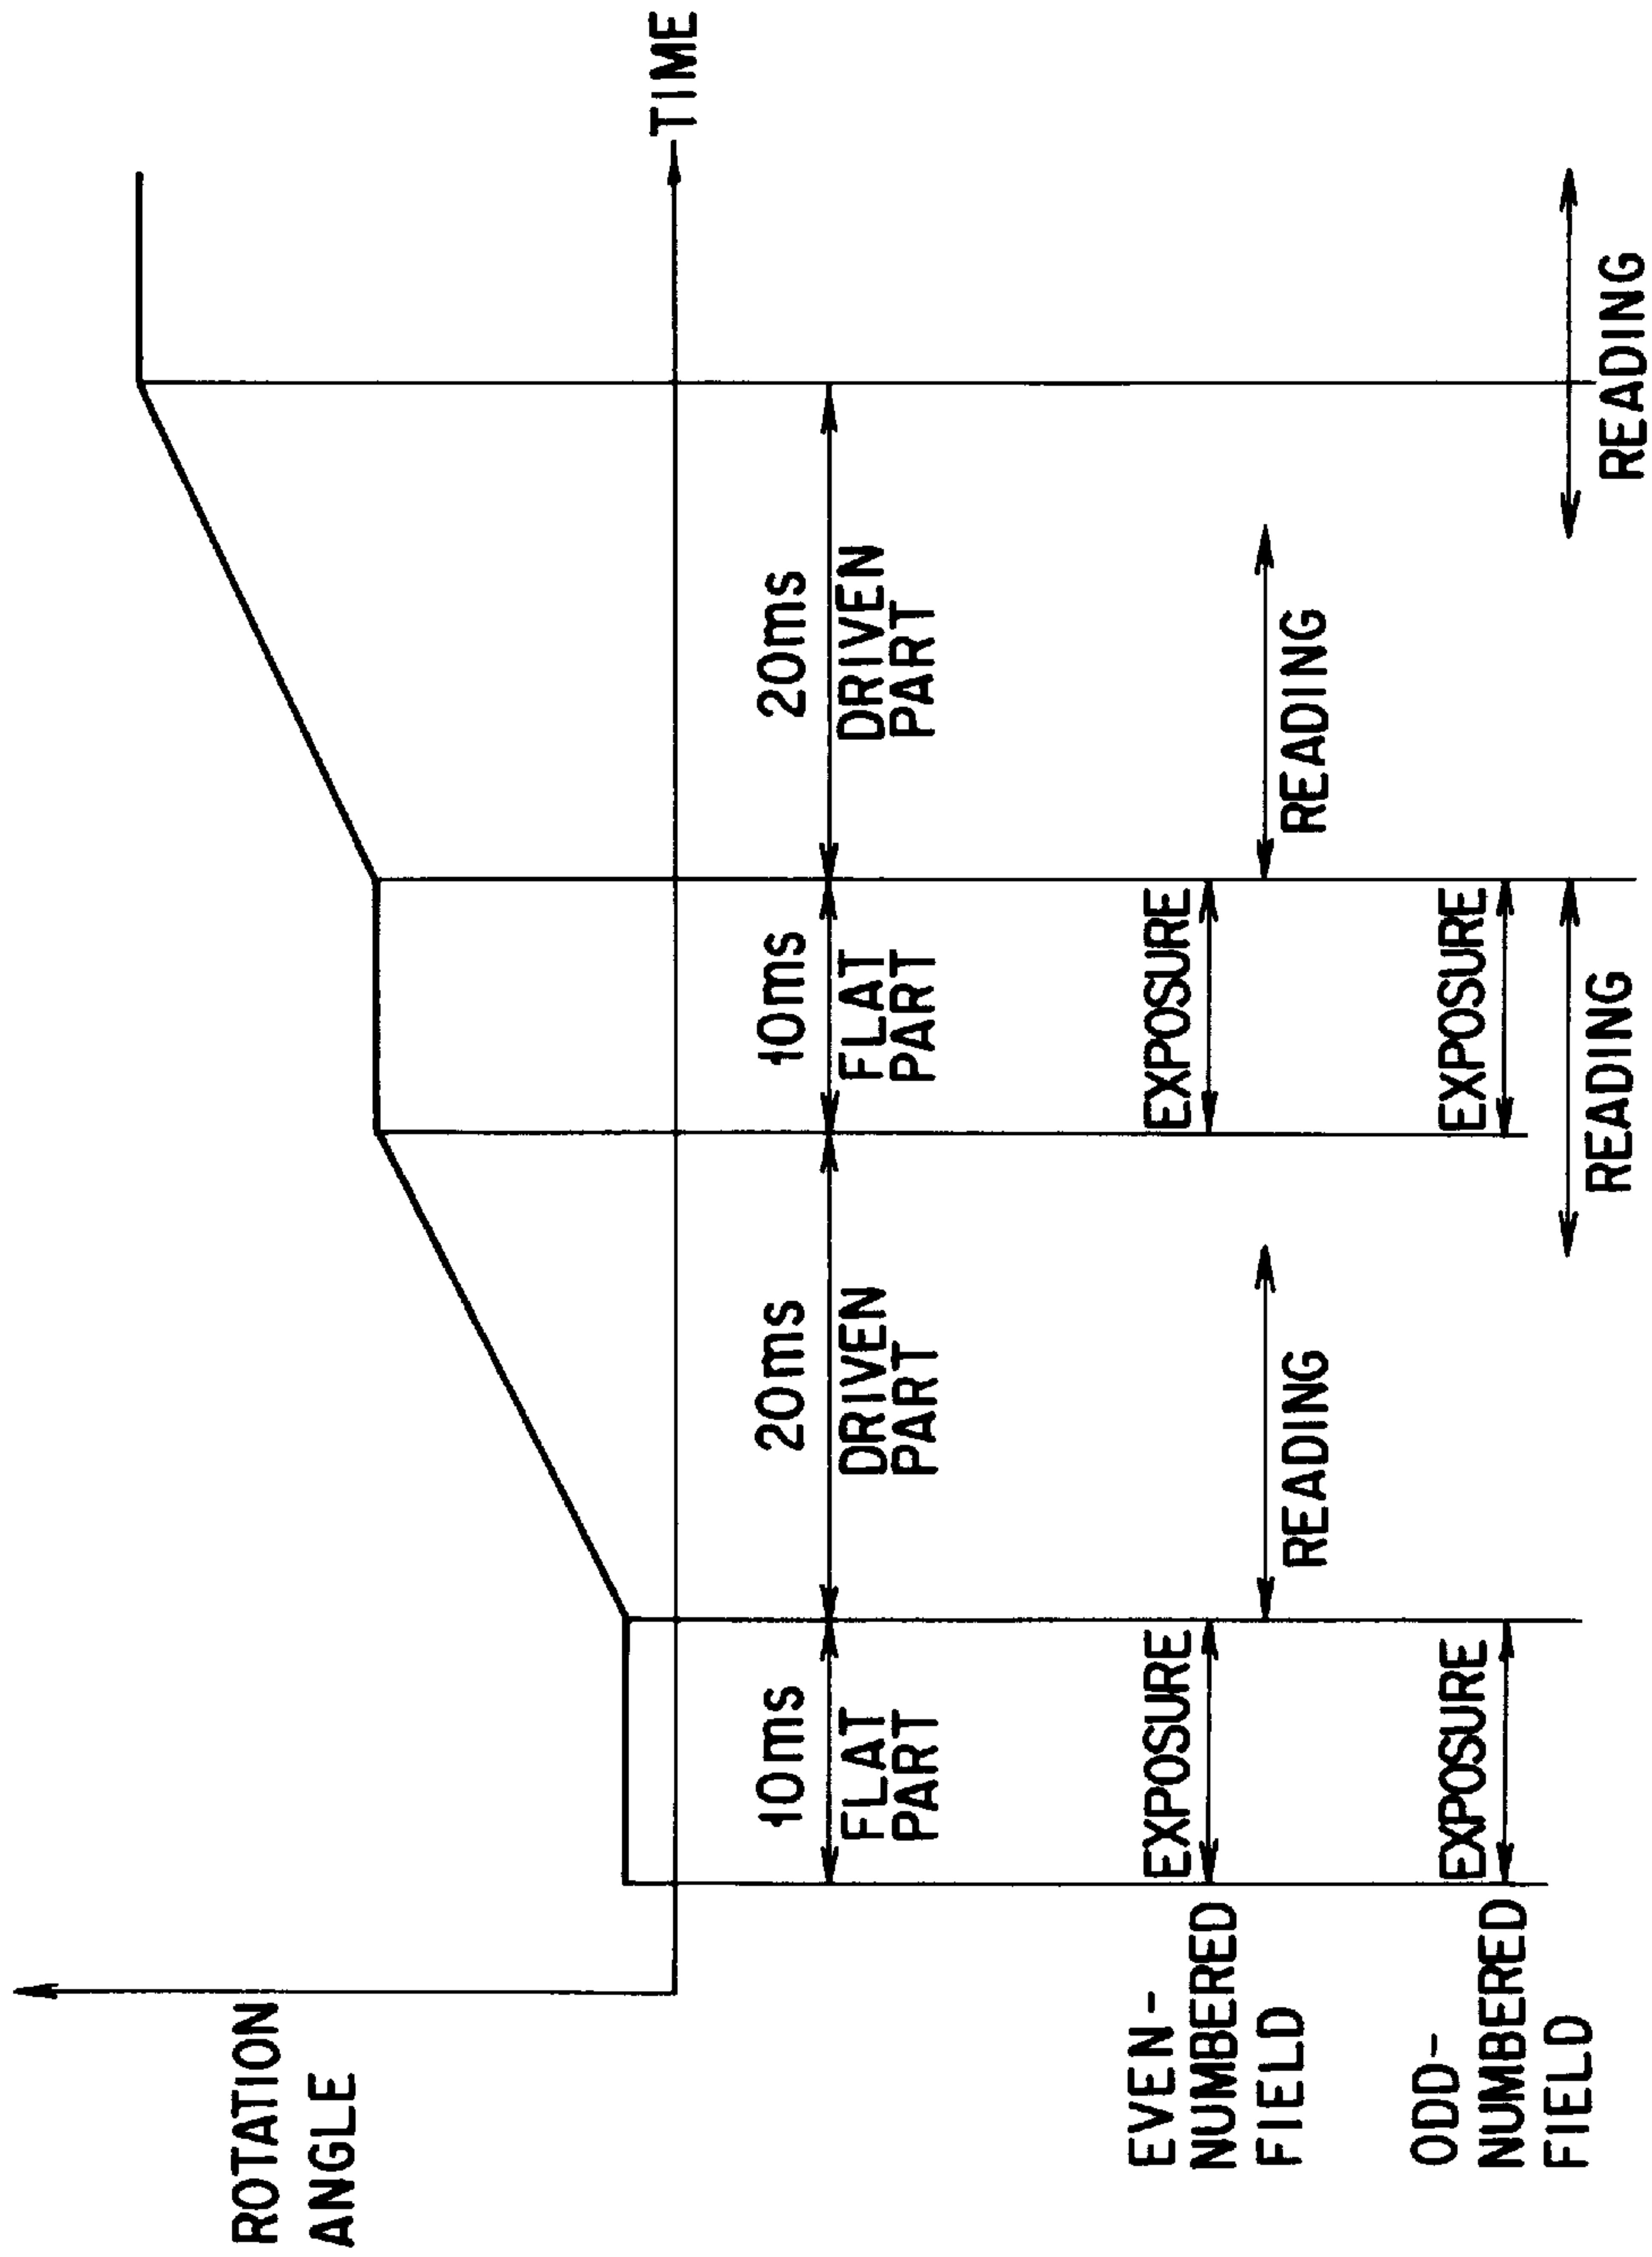 ROTATION
ANGLE
TIME
10ms
FLAT
PART
20ms
DRIVEN
PART
10ms
FLAT
PART
20ms
DRIVEN
PART
EVEN-
NUMBERED
FIELD
EXPOSURE
READING
EXPOSURE
READING
ODD-
NUMBERED
FIELD
EXPOSURE
READING
EXPOSURE
READING